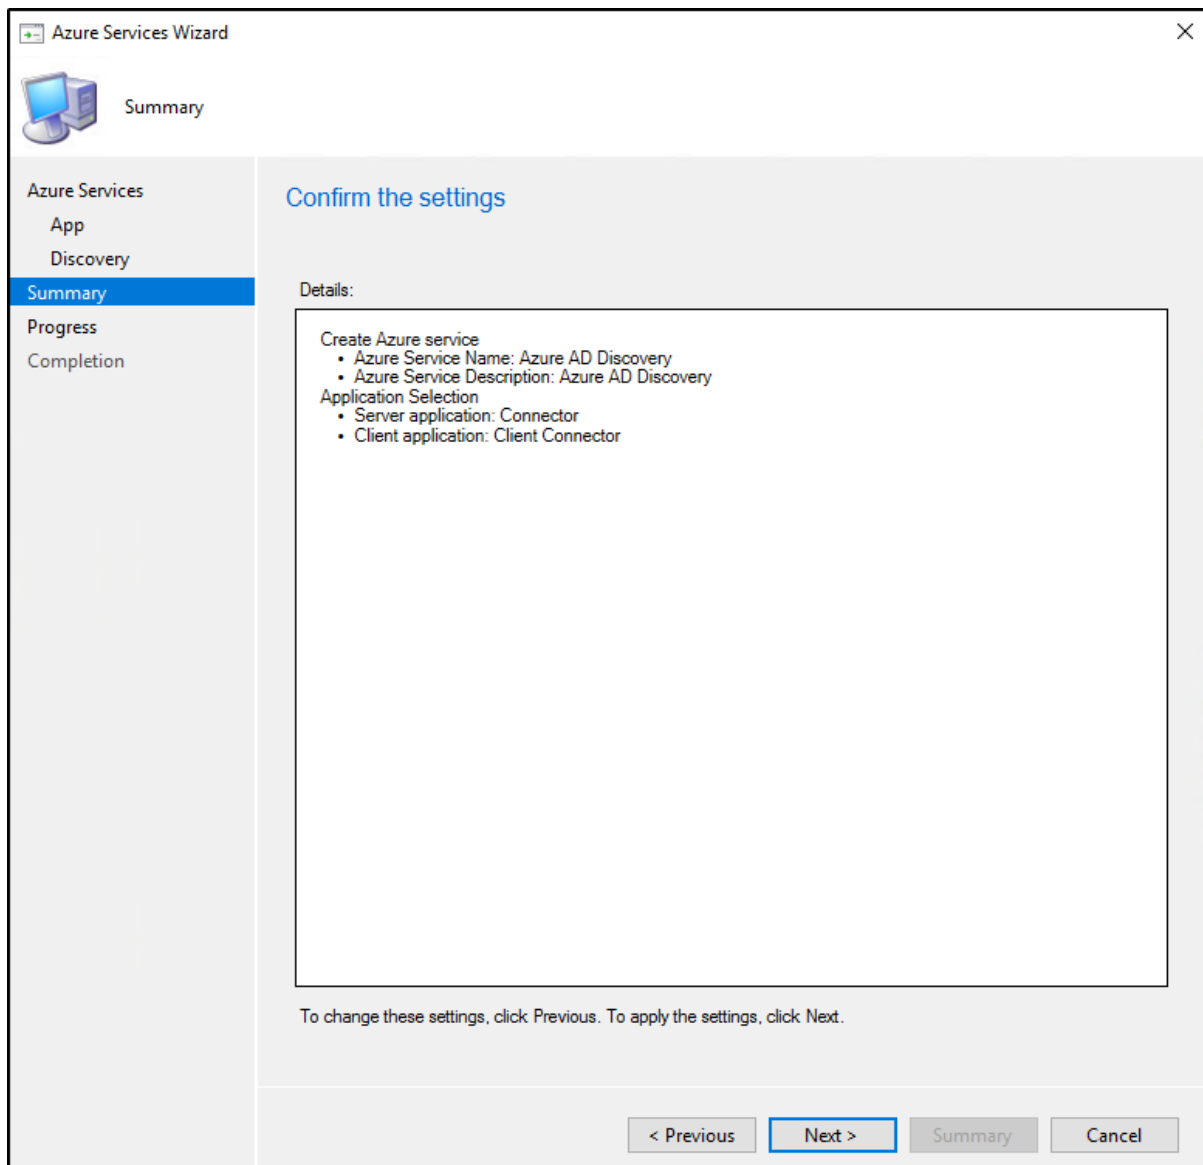 Azure Services Wizard
Summary
Azure Services
App
Discovery
Summary
Progress
Completion
Confirm the settings
Details:
Create Azure service
• Azure Service Name: Azure AD Discovery
• Azure Service Description: Azure AD Discovery
Application Selection
• Server application: Connector
• Client application: Client Connector
To change these settings, click Previous. To apply the settings, click Next.
< Previous
Next >
Summary
Cancel